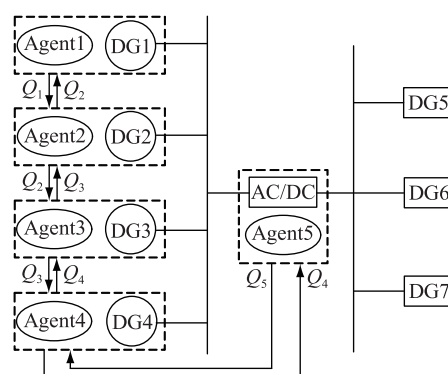 Agent1 DG1
Q1 Q2
Agent2 DG2
Q2 Q3
Agent3 DG3
Q3 Q4
Agent4 DG4
AC/DC
Agent5
Q5 Q4
DG5
DG6
DG7